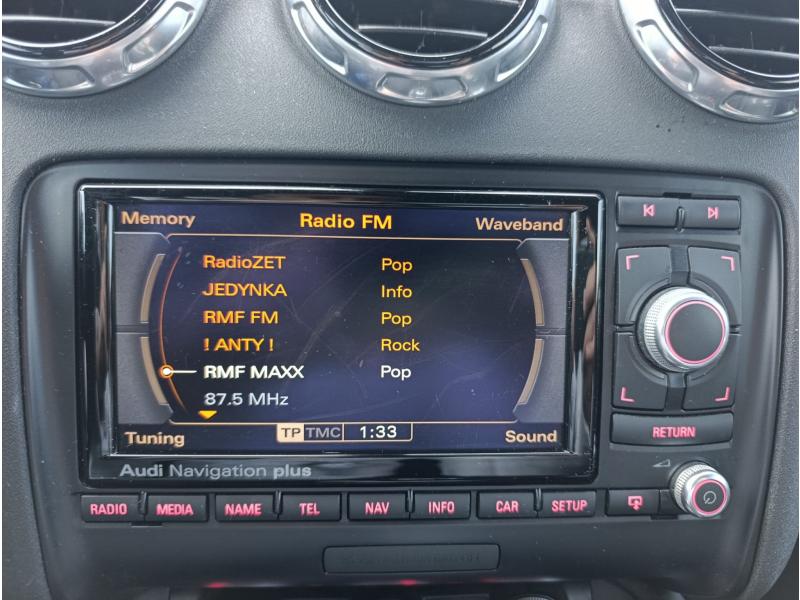 Memory Radio FM Waveband
RadioZET Pop
JEDYNKA Info
RMF FM Pop
! ANTY ! Rock
RMF MAXX Pop
87.5 MHz
Tuning TP TMC 1:33 Sound
Audi Navigation plus
RETURN
RADIO MEDIA NAME TEL NAV INFO CAR SETUP